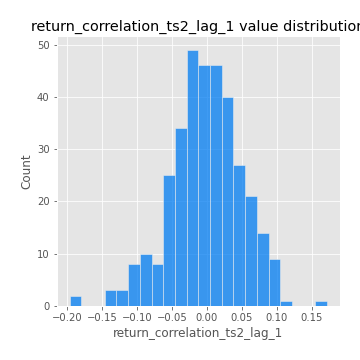 return_correlation_ts2_lag_1 value distribution
50
40
30
20
10
0
Count
−0.20 −0.15 −0.10 −0.05 0.00 0.05 0.10 0.15
return_correlation_ts2_lag_1